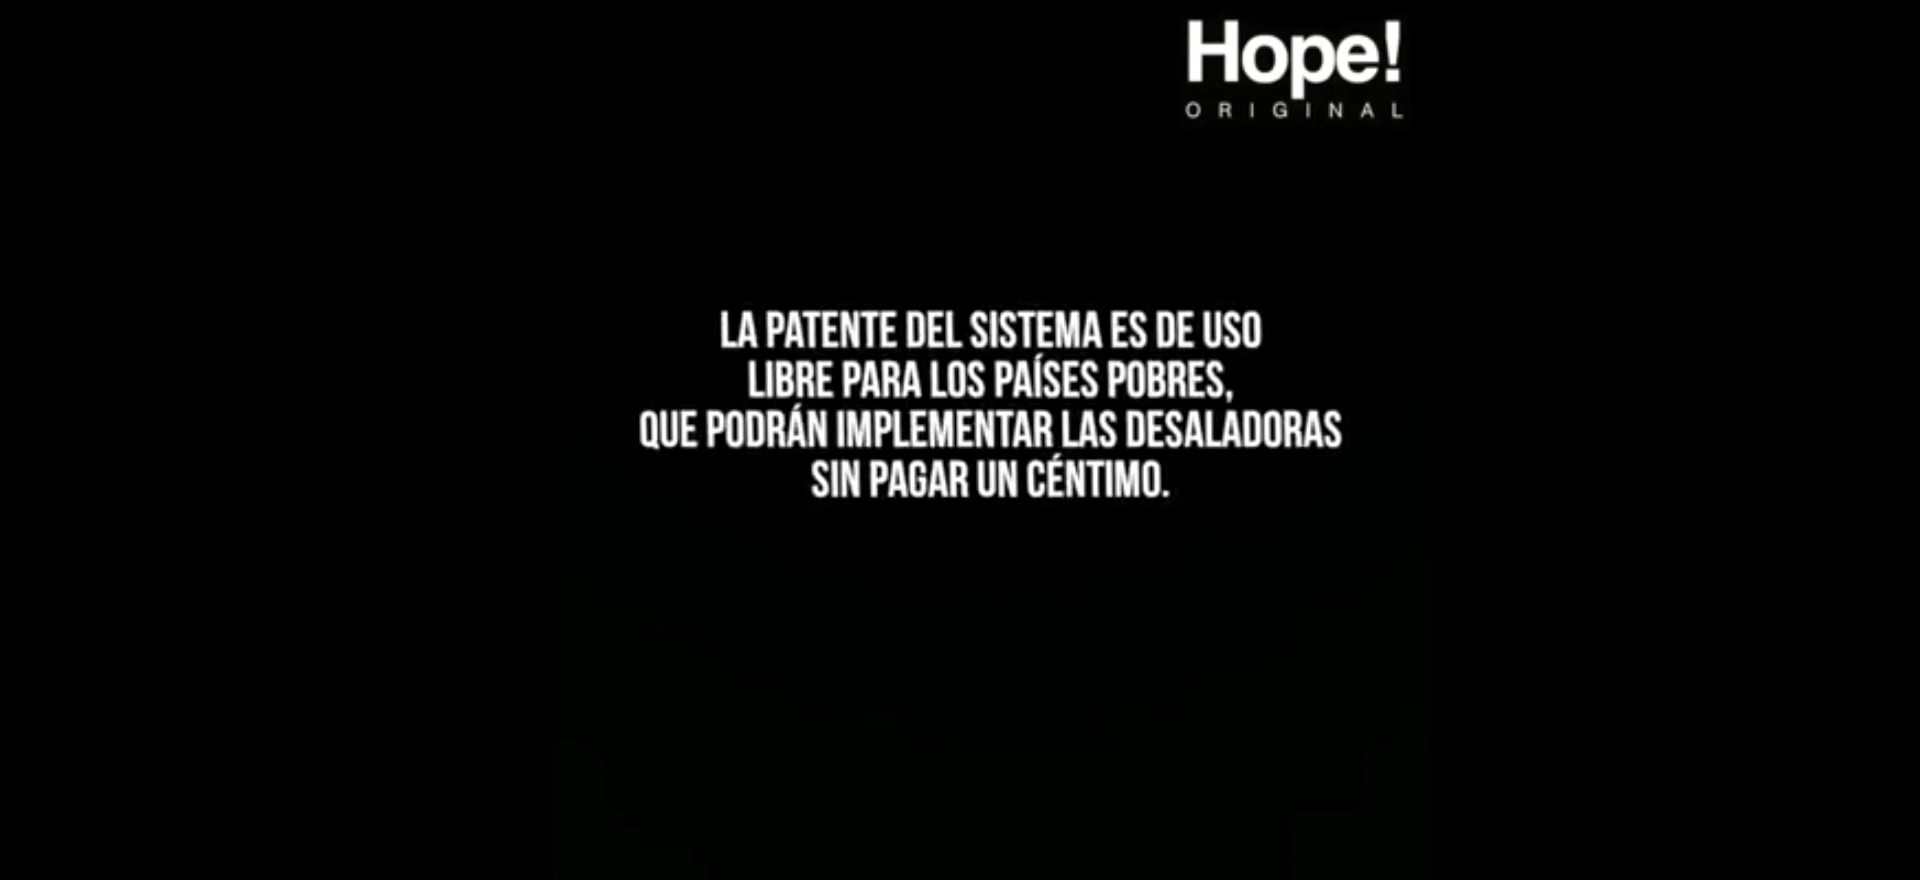 Hope!
ORIGINAL
LA PATENTE DEL SISTEMA ES DE USO
LIBRE PARA LOS PAÍSES POBRES,
QUE PODRÁN IMPLEMENTAR LAS DESALADORAS
SIN PAGAR UN CÉNTIMO.